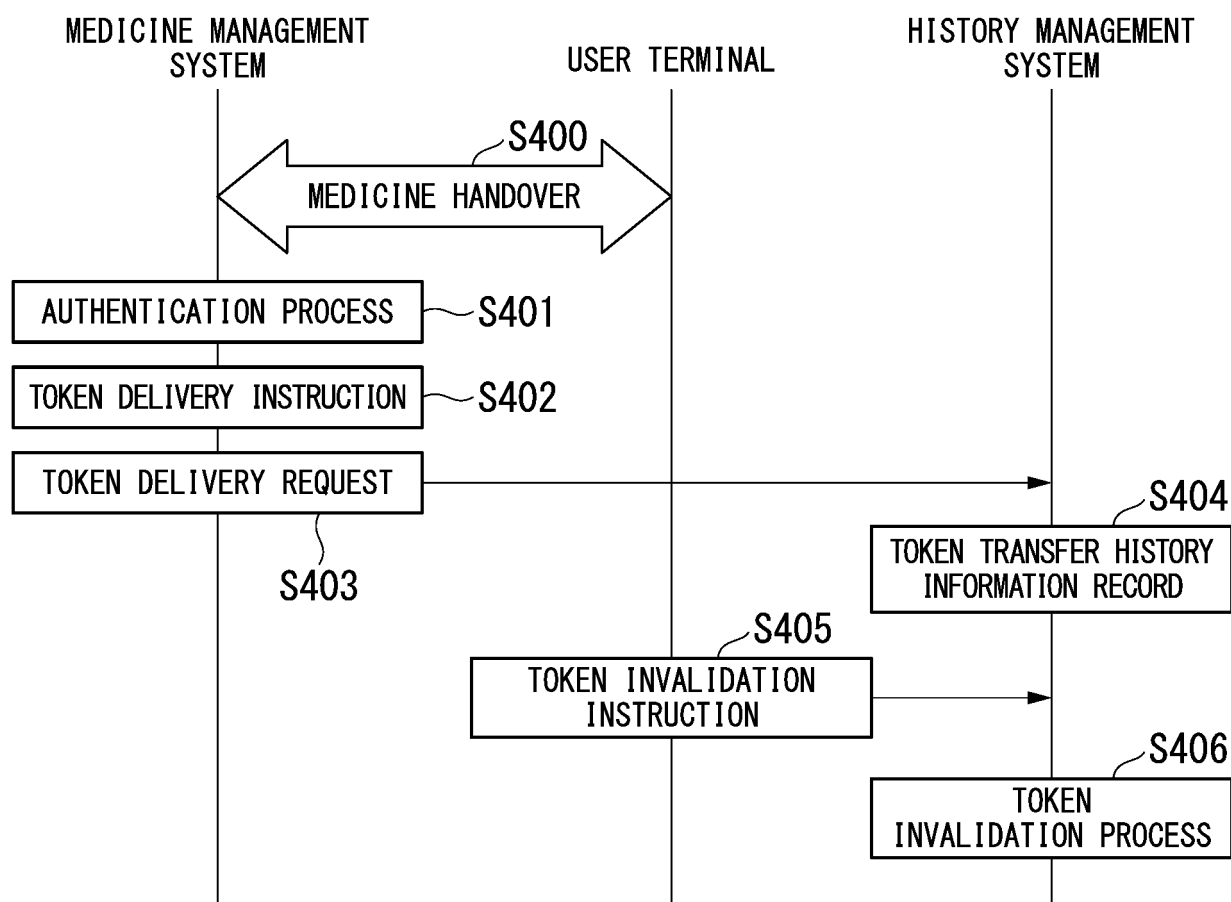 MEDICINE MANAGEMENT
SYSTEM
USER TERMINAL
HISTORY MANAGEMENT
SYSTEM
S400
MEDICINE HANDOVER
AUTHENTICATION PROCESS
S401
TOKEN DELIVERY INSTRUCTION
S402
TOKEN DELIVERY REQUEST
S403
S404
TOKEN TRANSFER HISTORY
INFORMATION RECORD
S405
TOKEN INVALIDATION
INSTRUCTION
S406
TOKEN
INVALIDATION PROCESS